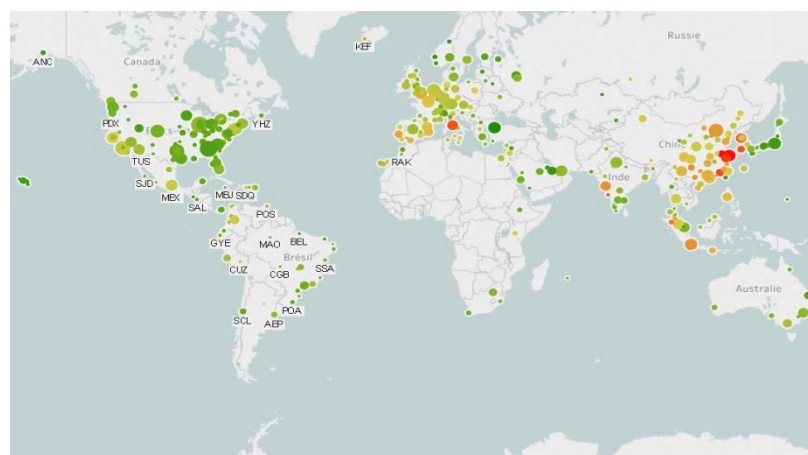 Russie
KEF
ANC
Canada
PDX
YHZ
Chine
TUS
RAK
Inde
SJD
MEX
MBJ
SDQ
SAL
POS
GYE
MAO
BEL
Brésil
CUZ
CGB
SSA
Australie
POA
SCL
AEP